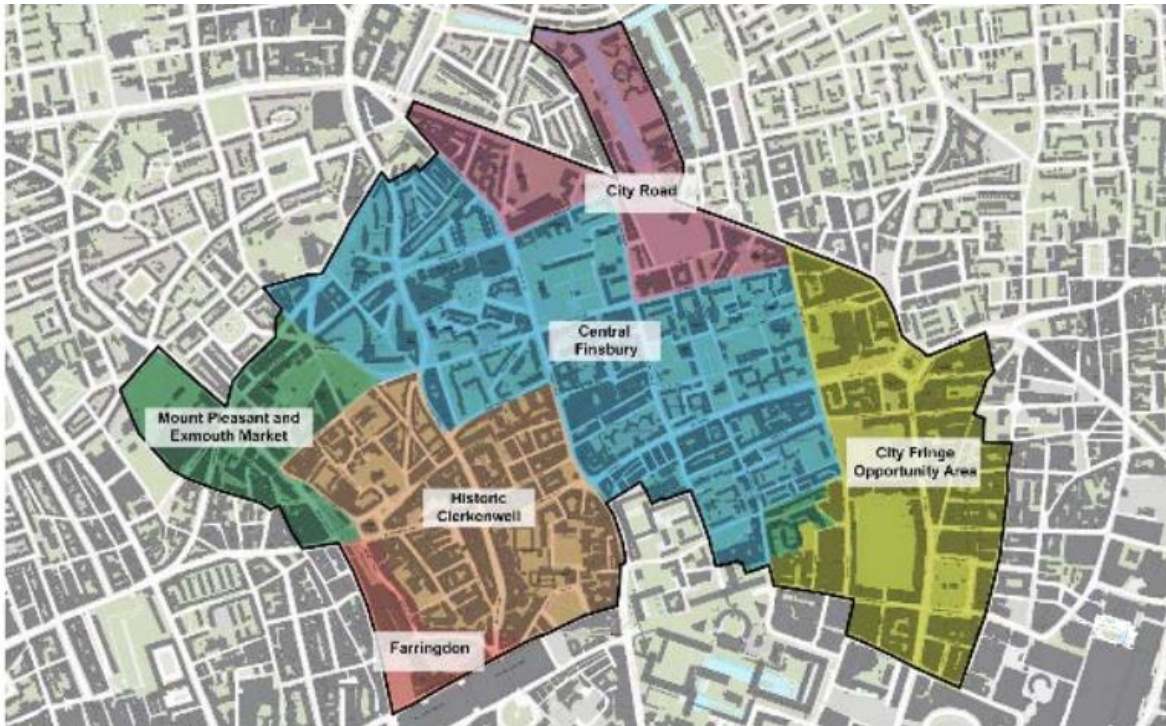 City Road
Central
Finsbury
Mount Pleasant and
Exmouth Market
City Fringe
Opportunity Area
Historic
Clerkenwell
Farringdon